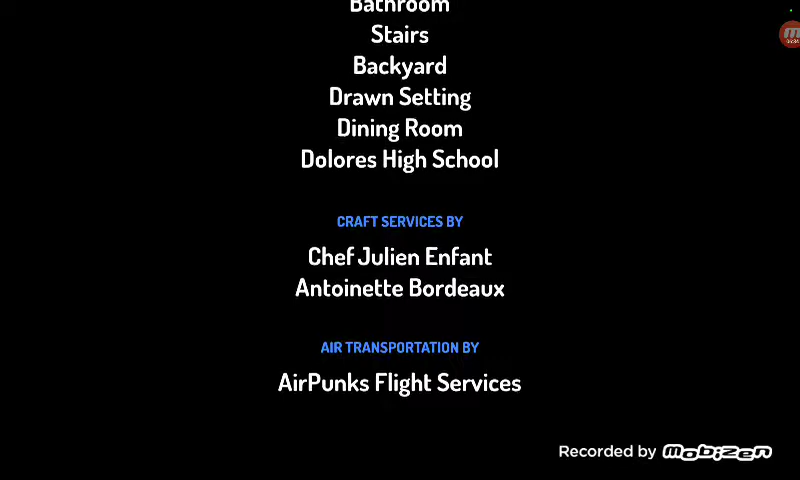 Bathroom
Stairs
Backyard
Drawn Setting
Dining Room
Dolores High School
CRAFT SERVICES BY
Chef Julien Enfant
Antoinette Bordeaux
AIR TRANSPORTATION BY
AirPunks Flight Services
Recorded by mobizen